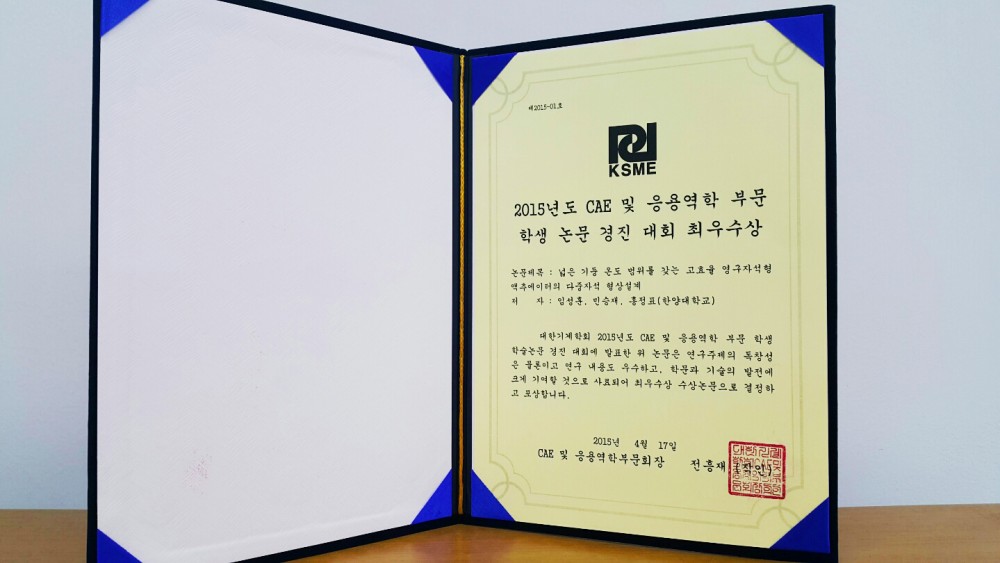 제2015-01호
KSME
2015년도 CAE 및 응용역학 부문
학생 논문 경진 대회 최우수상
논문제목 : 넓은 기동 온도 범위를 갖는 고효율 영구자석형
액추에이터의 다중자석 형상설계
저 자 : 임성훈, 민승재, 홍정표(한양대학교)
대한기계학회 2015년도 CAE 및 응용역학 부문 학생
학술논문 경진 대회에 발표한 위 논문은 연구주제의 독창성
은 물론이고 연구 내용도 우수하고, 학문과 기술의 발전에
크게 기여할 것으로 사료되어 최우수상 수상논문으로 결정하
고 포상합니다.
2015년 4월 17일
CAE 및 응용역학부문회장 전흥재 (직인)